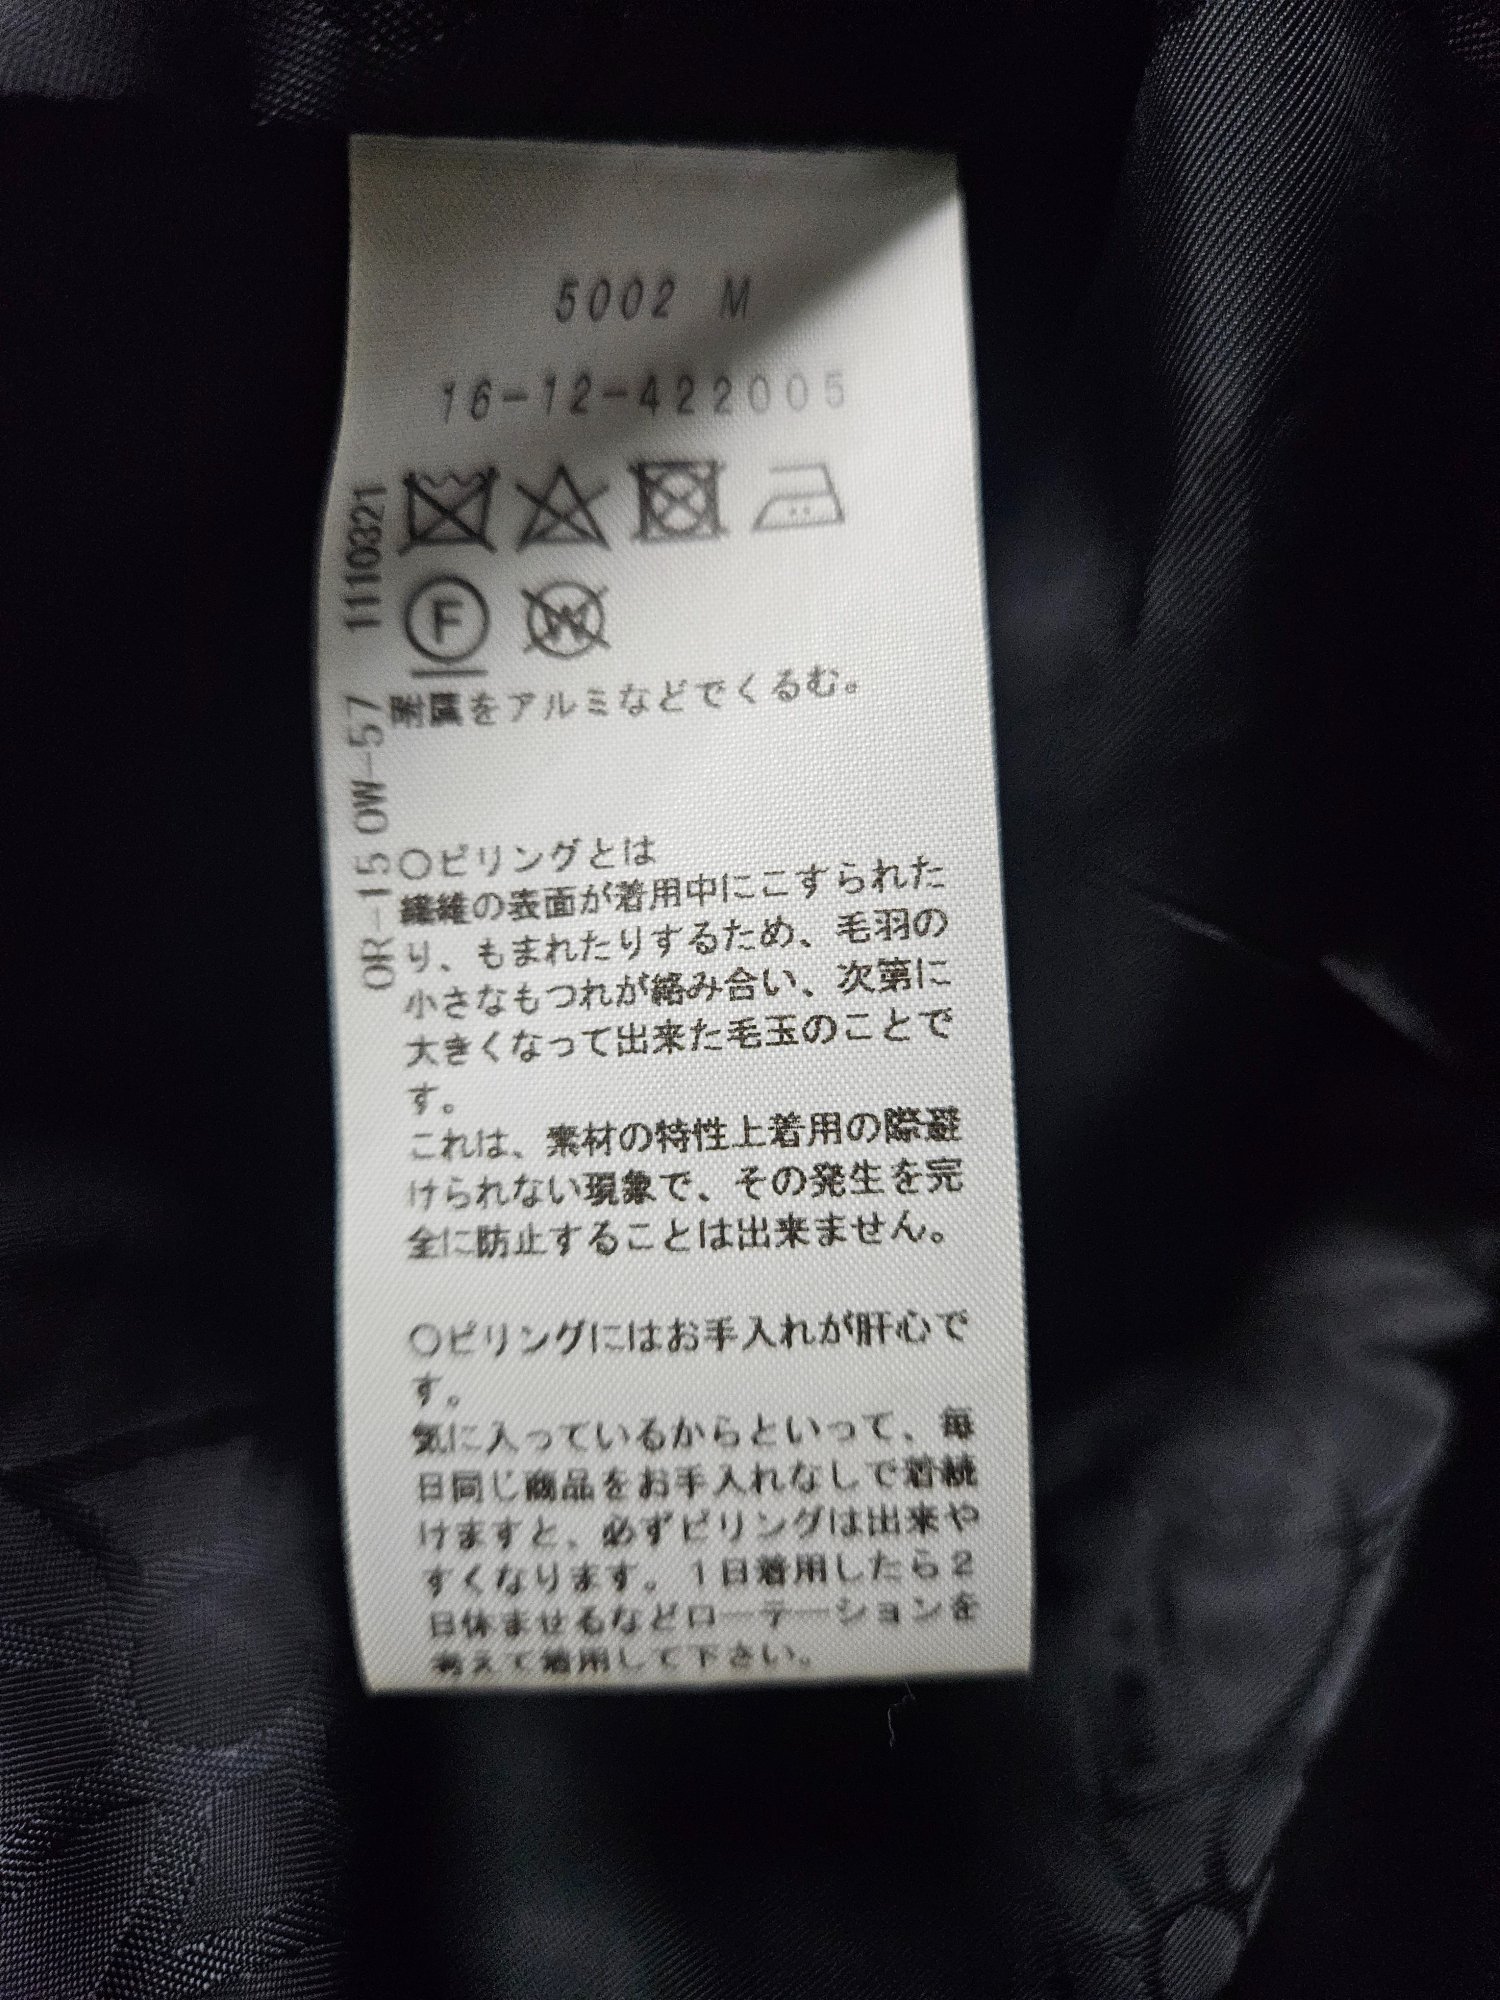 5002 M
16-12-422005
F
W
附属をアルミなどでくるむ。
○ピリングとは
繊維の表面が着用中にこすられた
り、もまれたりするため、毛羽の
小さなもつれが絡み合い、次第に
大きくなって出来た毛玉のことで
す。
これは、素材の特性上着用の際避
けられない現象で、その発生を完
全に防止することは出来ません。
○ピリングにはお手入れが肝心で
す。
気に入っているからといって、毎
日同じ商品をお手入れなしで着続
けますと、必ずピリングは出来や
すくなります。1日着用したら2
日休ませるなどローテーションを
考えて着用して下さい。
OR-15 OW-57 1110321